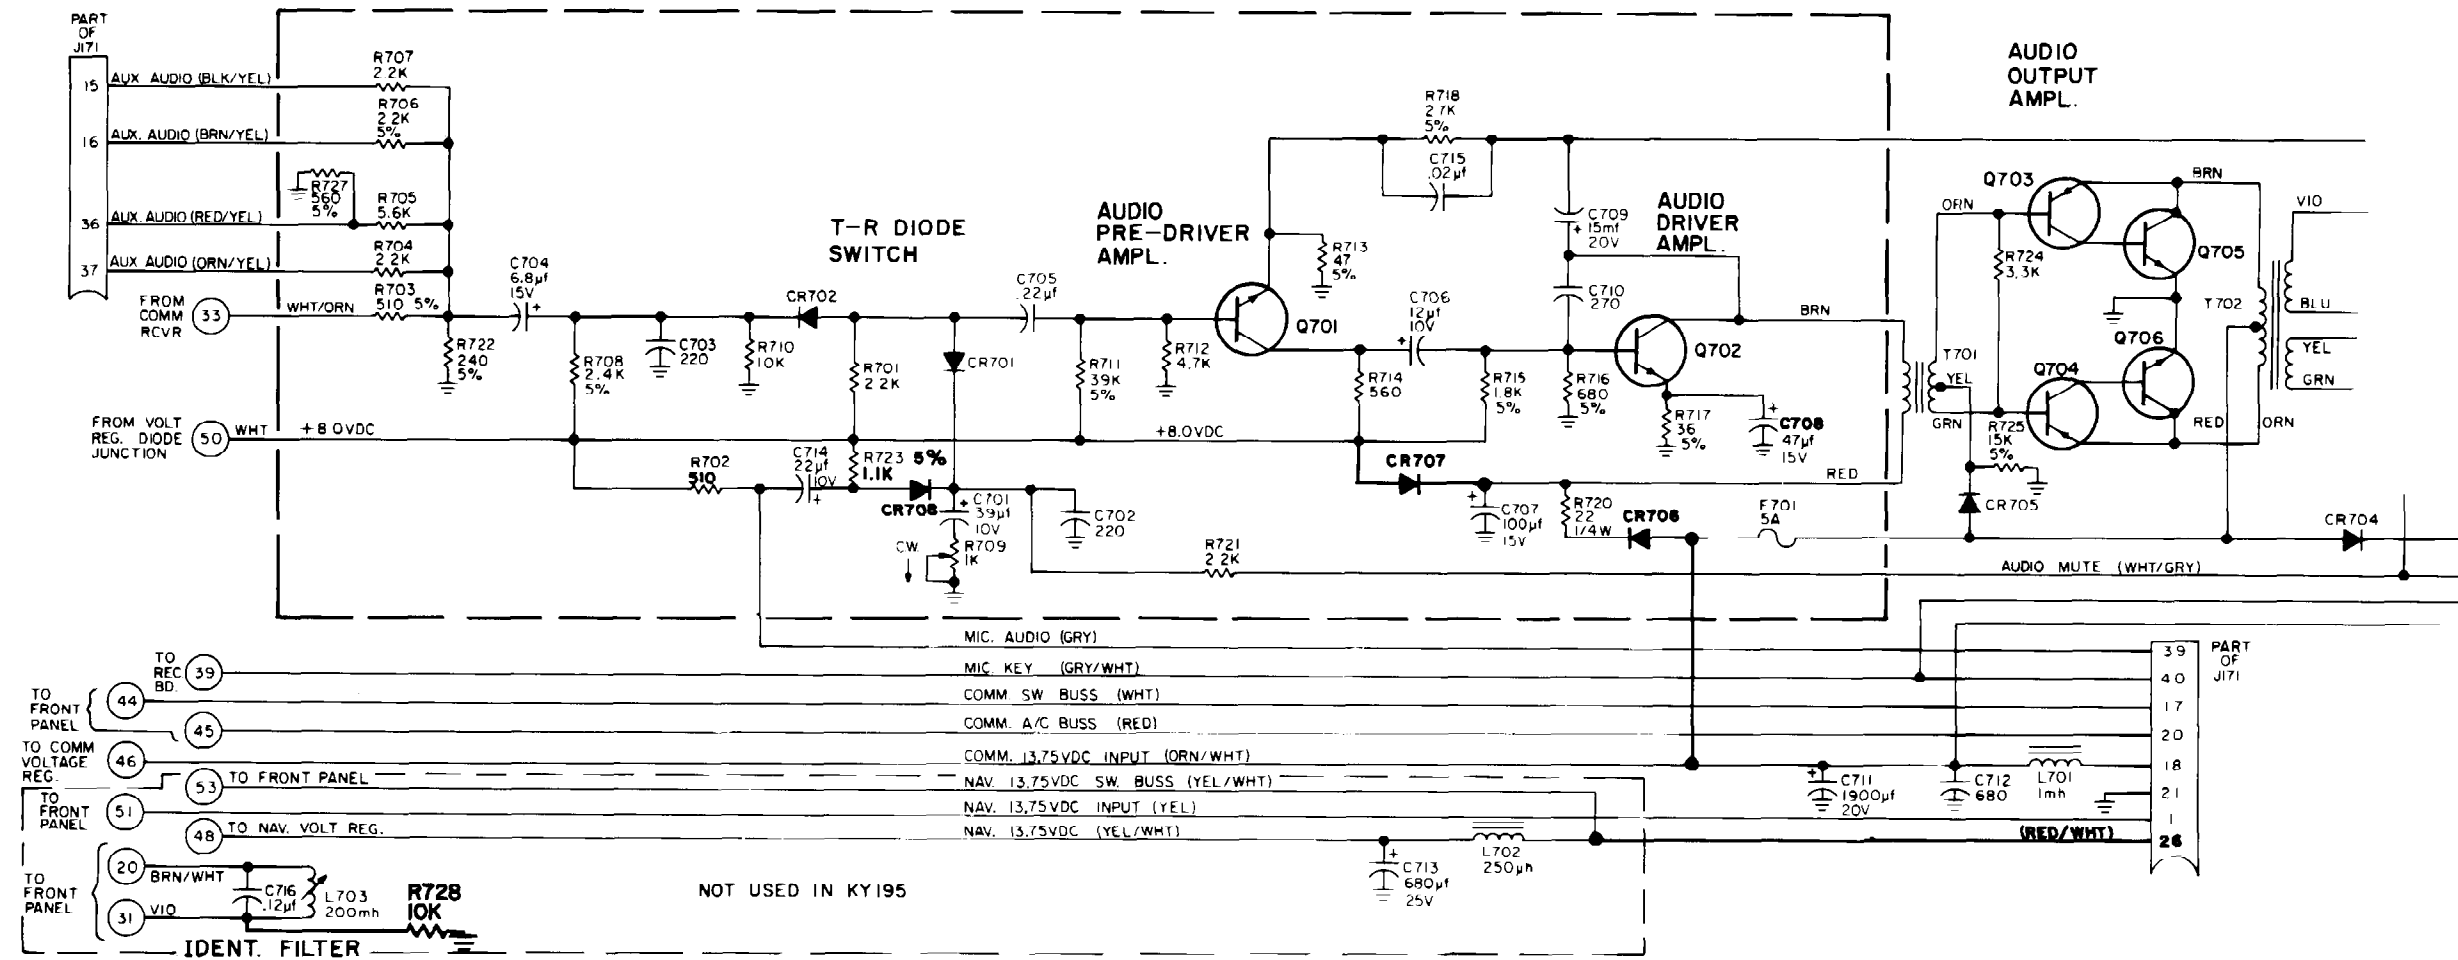 PART
OF
J171
15
AUX. AUDIO (BLK/YEL)
R707
2.2K
16
AUX. AUDIO (BRN/YEL)
R706
2.2K
5%
R727
560
5%
36
AUX. AUDIO (RED/YEL)
R705
5.6K
37
AUX AUDIO (ORN/YEL)
R704
2.2K
FROM
COMM
RCVR
33
WHT/ORN
R703
510 5%
C704
6.8µf
15V
+
R722
240
5%
R708
2.4K
5%
C703
220
R710
10K
T-R DIODE
SWITCH
CR702
R701
2.2K
CR701
C705
.22µf
R711
39K
5%
R712
4.7K
AUDIO
PRE-DRIVER
AMPL.
Q701
R713
47
5%
R718
2.7K
5%
C715
.02µf
C706
12µf
10V
+
R714
560
R715
1.8K
5%
C709
15mf
20V
+
C710
270
R716
680
5%
AUDIO
DRIVER
AMPL.
Q702
R717
36
5%
+
C708
47µf
15V
BRN
RED
T701
AUDIO
OUTPUT
AMPL.
ORN
YEL
GRN
Q703
Q705
R724
3.3K
Q706
Q704
R725
15K
5%
BRN
RED
ORN
T702
VIO
BLU
YEL
GRN
FROM VOLT
REG. DIODE
JUNCTION
50
WHT
+8.0VDC
+8.0VDC
R702
510
C714
22µf
10V
+
R723
1.1K
5%
CR708
+
C701
39µf
10V
C702
220
CW.
R709
1K
R721
2.2K
CR707
+
C707
100µf
15V
R720
22
1/4W
CR706
F701
5A
CR705
CR704
AUDIO MUTE (WHT/GRY)
MIC. AUDIO (GRY)
39
PART
OF
J171
TO
REC.
BD.
39
MIC. KEY (GRY/WHT)
40
TO
FRONT
PANEL
44
COMM. SW BUSS (WHT)
17
45
COMM. A/C BUSS (RED)
20
TO COMM
VOLTAGE
REG.
46
COMM. 13.75VDC INPUT (ORN/WHT)
+
C711
1900µf
20V
C712
680
L701
1mh
18
21
53
TO FRONT PANEL
NAV. 13.75VDC SW. BUSS (YEL/WHT)
TO
FRONT
PANEL
51
NAV. 13.75VDC INPUT (YEL)
1
48
TO NAV. VOLT REG.
NAV. 13.75VDC (YEL/WHT)
+
C713
680µf
25V
L702
250µh
(RED/WHT)
26
TO
FRONT
PANEL
20
BRN/WHT
31
VIO
C716
.12µf
L703
200mh
R728
10K
NOT USED IN KY195
IDENT. FILTER